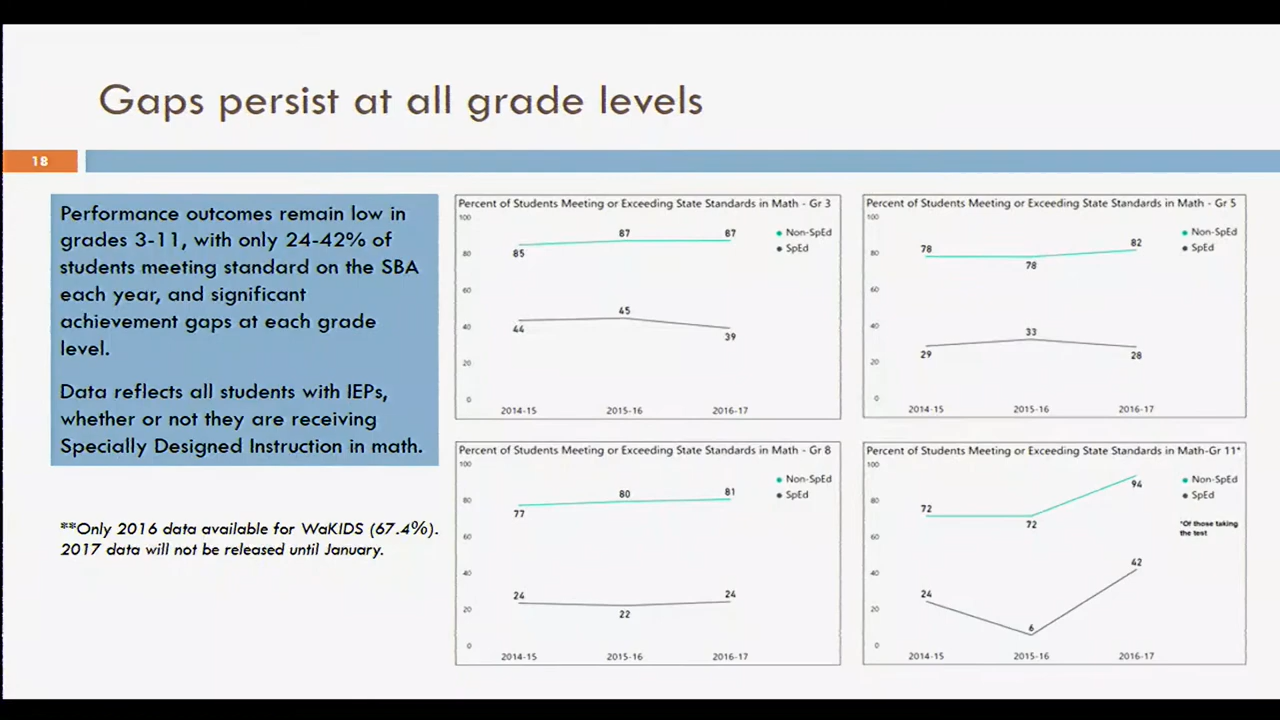 Gaps persist at all grade levels
18
Performance outcomes remain low in
grades 3-11, with only 24-42% of
students meeting standard on the SBA
each year, and significant
achievement gaps at each grade
level.
Data reflects all students with IEPs,
whether or not they are receiving
Specially Designed Instruction in math.
**Only 2016 data available for WaKIDS (67.4%).
2017 data will not be released until January.
Percent of Students Meeting or Exceeding State Standards in Math - Gr 3
100
80
60
40
20
0
85
87
87
44
45
39
2014-15
2015-16
2016-17
Non-SpEd
SpEd
Percent of Students Meeting or Exceeding State Standards in Math - Gr 5
100
80
60
40
20
0
78
78
82
29
33
28
2014-15
2015-16
2016-17
Non-SpEd
SpEd
Percent of Students Meeting or Exceeding State Standards in Math - Gr 8
100
80
60
40
20
0
77
80
81
24
22
24
2014-15
2015-16
2016-17
Non-SpEd
SpEd
Percent of Students Meeting or Exceeding State Standards in Math-Gr 11*
100
80
60
40
20
0
72
72
94
24
6
42
2014-15
2015-16
2016-17
Non-SpEd
SpEd
*Of those taking
the test